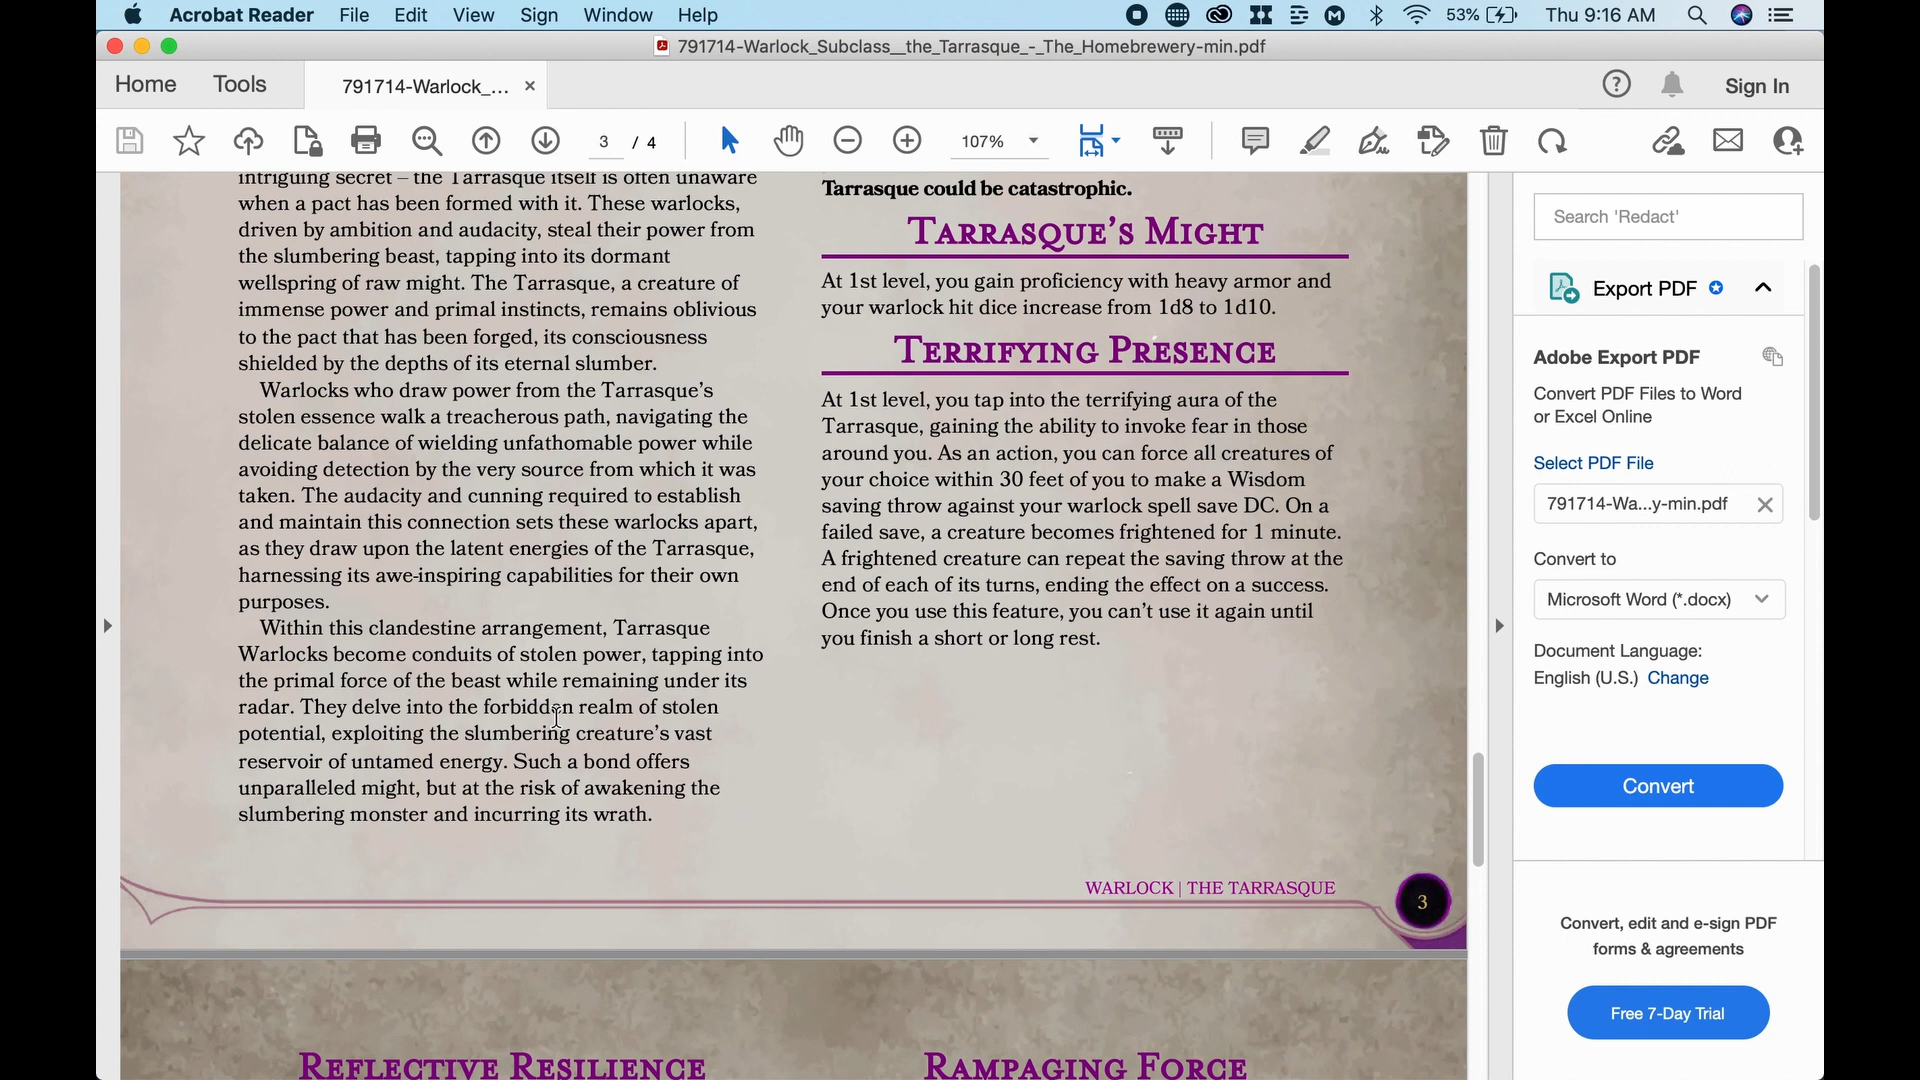 Acrobat Reader File Edit View Sign Window Help
53%
Thu 9:16 AM
791714-Warlock_Subclass__the_Tarrasque_-_The_Homebrewery-min.pdf
Home Tools
791714-Warlock_... ×
Sign In
3 / 4
107%
intriguing secret – the Tarrasque itself is often unaware
when a pact has been formed with it. These warlocks,
driven by ambition and audacity, steal their power from
the slumbering beast, tapping into its dormant
wellspring of raw might. The Tarrasque, a creature of
immense power and primal instincts, remains oblivious
to the pact that has been forged, its consciousness
shielded by the depths of its eternal slumber.
Warlocks who draw power from the Tarrasque's
stolen essence walk a treacherous path, navigating the
delicate balance of wielding unfathomable power while
avoiding detection by the very source from which it was
taken. The audacity and cunning required to establish
and maintain this connection sets these warlocks apart,
as they draw upon the latent energies of the Tarrasque,
harnessing its awe-inspiring capabilities for their own
purposes.
Within this clandestine arrangement, Tarrasque
Warlocks become conduits of stolen power, tapping into
the primal force of the beast while remaining under its
radar. They delve into the forbidden realm of stolen
potential, exploiting the slumbering creature's vast
reservoir of untamed energy. Such a bond offers
unparalleled might, but at the risk of awakening the
slumbering monster and incurring its wrath.
Tarrasque could be catastrophic.
Tarrasque's Might
At 1st level, you gain proficiency with heavy armor and
your warlock hit dice increase from 1d8 to 1d10.
Terrifying Presence
At 1st level, you tap into the terrifying aura of the
Tarrasque, gaining the ability to invoke fear in those
around you. As an action, you can force all creatures of
your choice within 30 feet of you to make a Wisdom
saving throw against your warlock spell save DC. On a
failed save, a creature becomes frightened for 1 minute.
A frightened creature can repeat the saving throw at the
end of each of its turns, ending the effect on a success.
Once you use this feature, you can't use it again until
you finish a short or long rest.
WARLOCK | THE TARRASQUE
3
Reflective Resilience
Rampaging Force
Search 'Redact'
Export PDF
Adobe Export PDF
Convert PDF Files to Word
or Excel Online
Select PDF File
791714-Wa...y-min.pdf
Convert to
Microsoft Word (*.docx)
Document Language:
English (U.S.) Change
Convert
Convert, edit and e-sign PDF
forms & agreements
Free 7-Day Trial